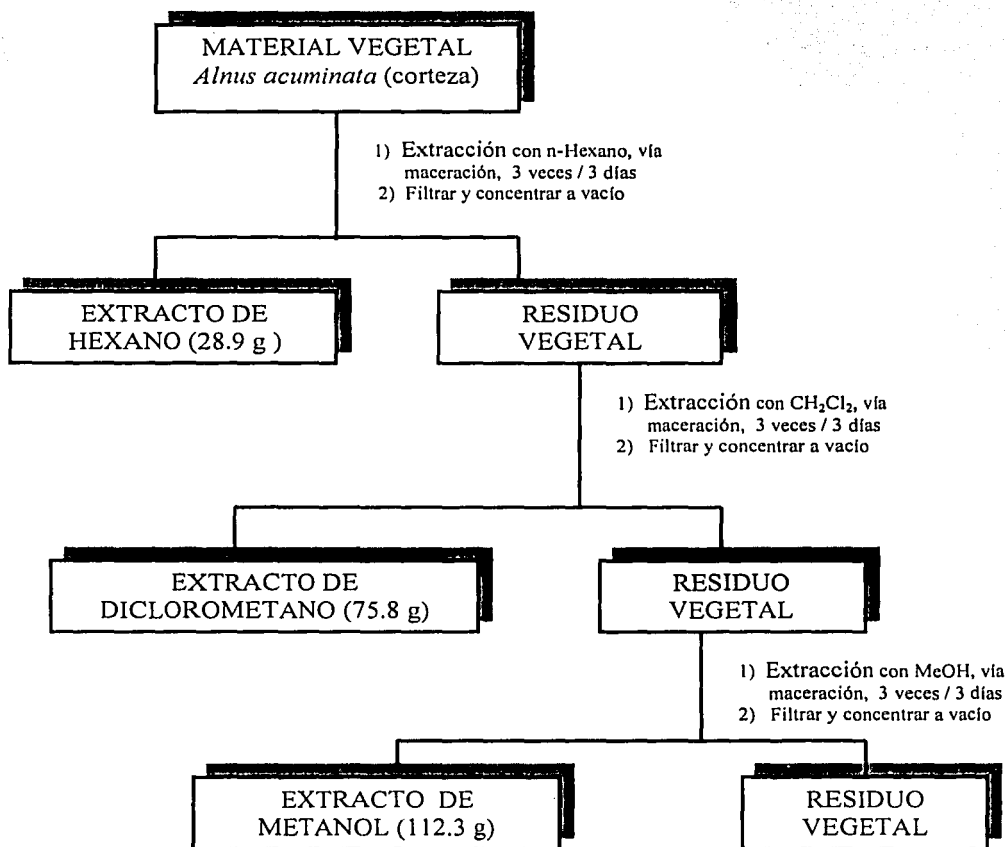 MATERIAL VEGETAL
Alnus acuminata (corteza)
1) Extracción con n-Hexano, vía
maceración, 3 veces / 3 días
2) Filtrar y concentrar a vacío
EXTRACTO DE
HEXANO (28.9 g )
RESIDUO
VEGETAL
1) Extracción con CH₂Cl₂, vía
maceración, 3 veces / 3 días
2) Filtrar y concentrar a vacío
EXTRACTO DE
DICLOROMETANO (75.8 g)
RESIDUO
VEGETAL
1) Extracción con MeOH, vía
maceración, 3 veces / 3 días
2) Filtrar y concentrar a vacío
EXTRACTO DE
METANOL (112.3 g)
RESIDUO
VEGETAL